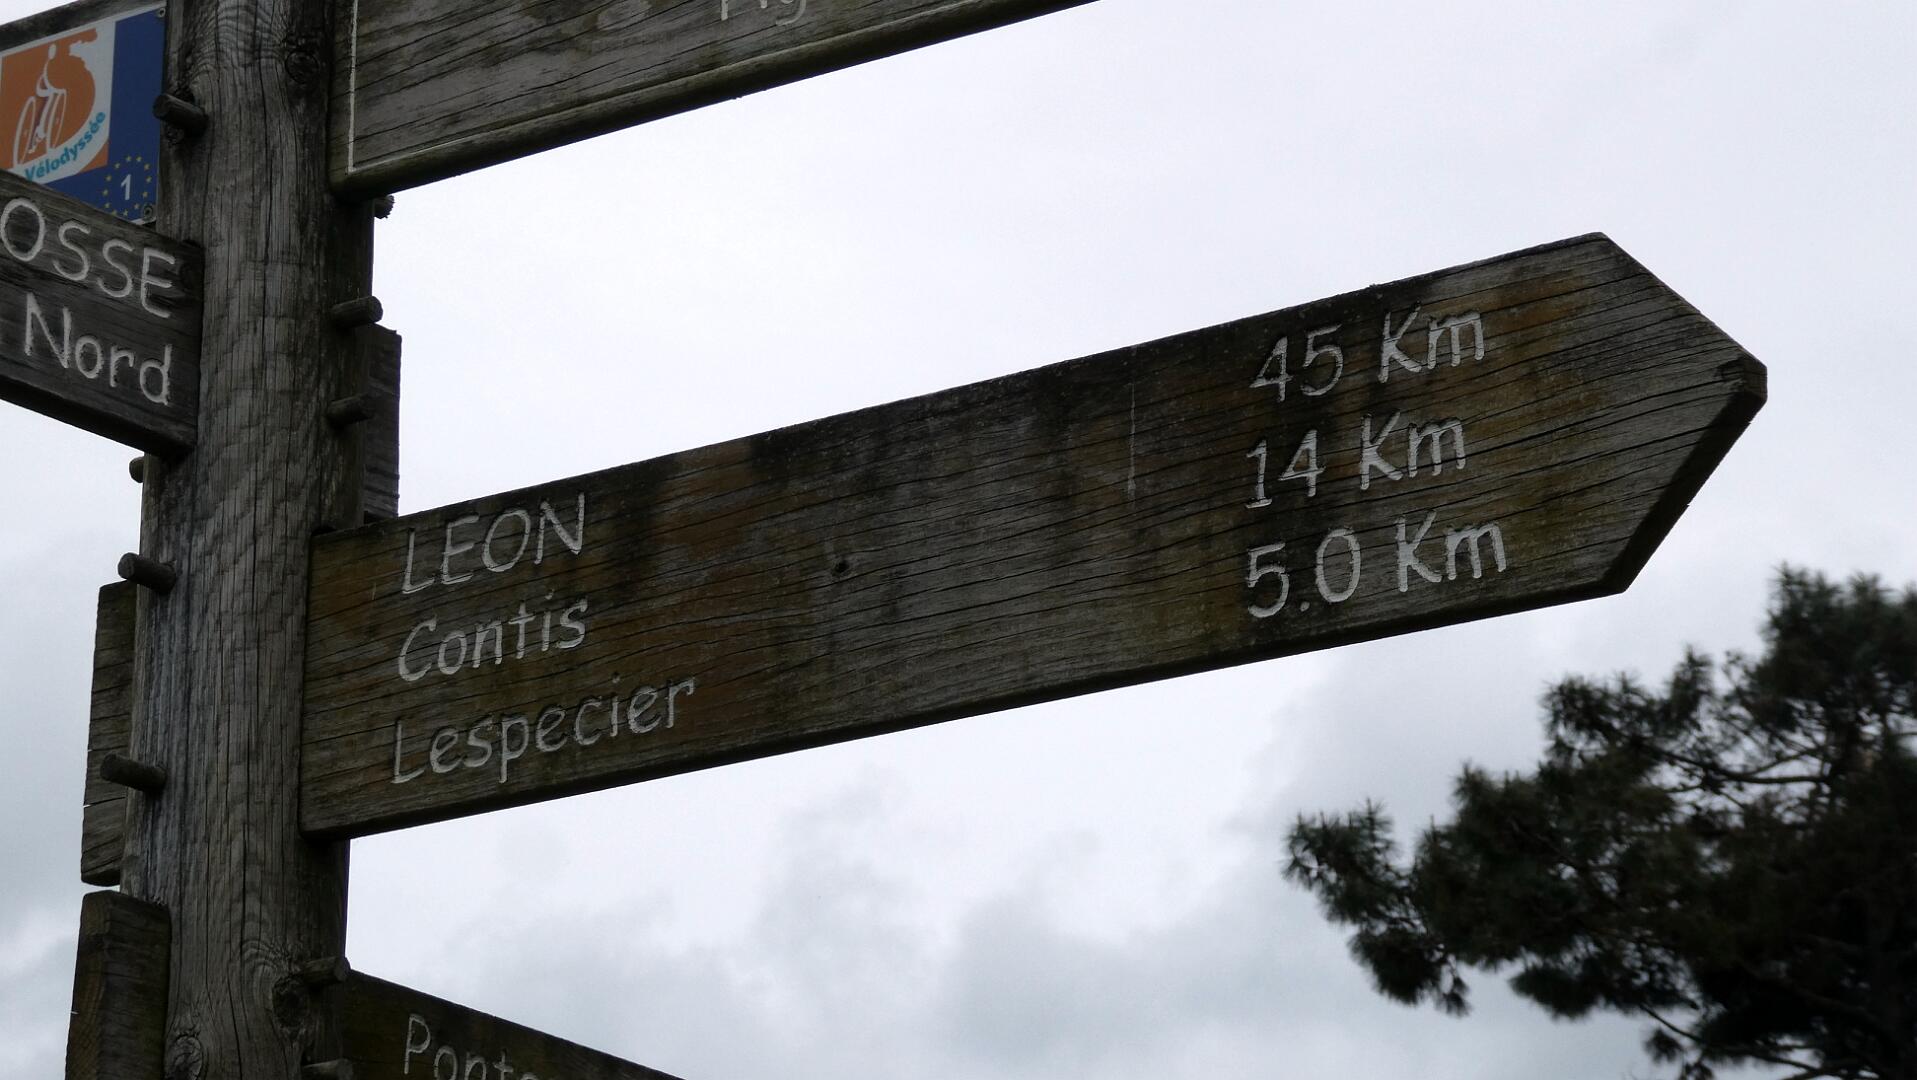 Vélodyssée
1
OSSE
Nord
LEON 45 Km
Contis 14 Km
Lespecier 5.0 Km